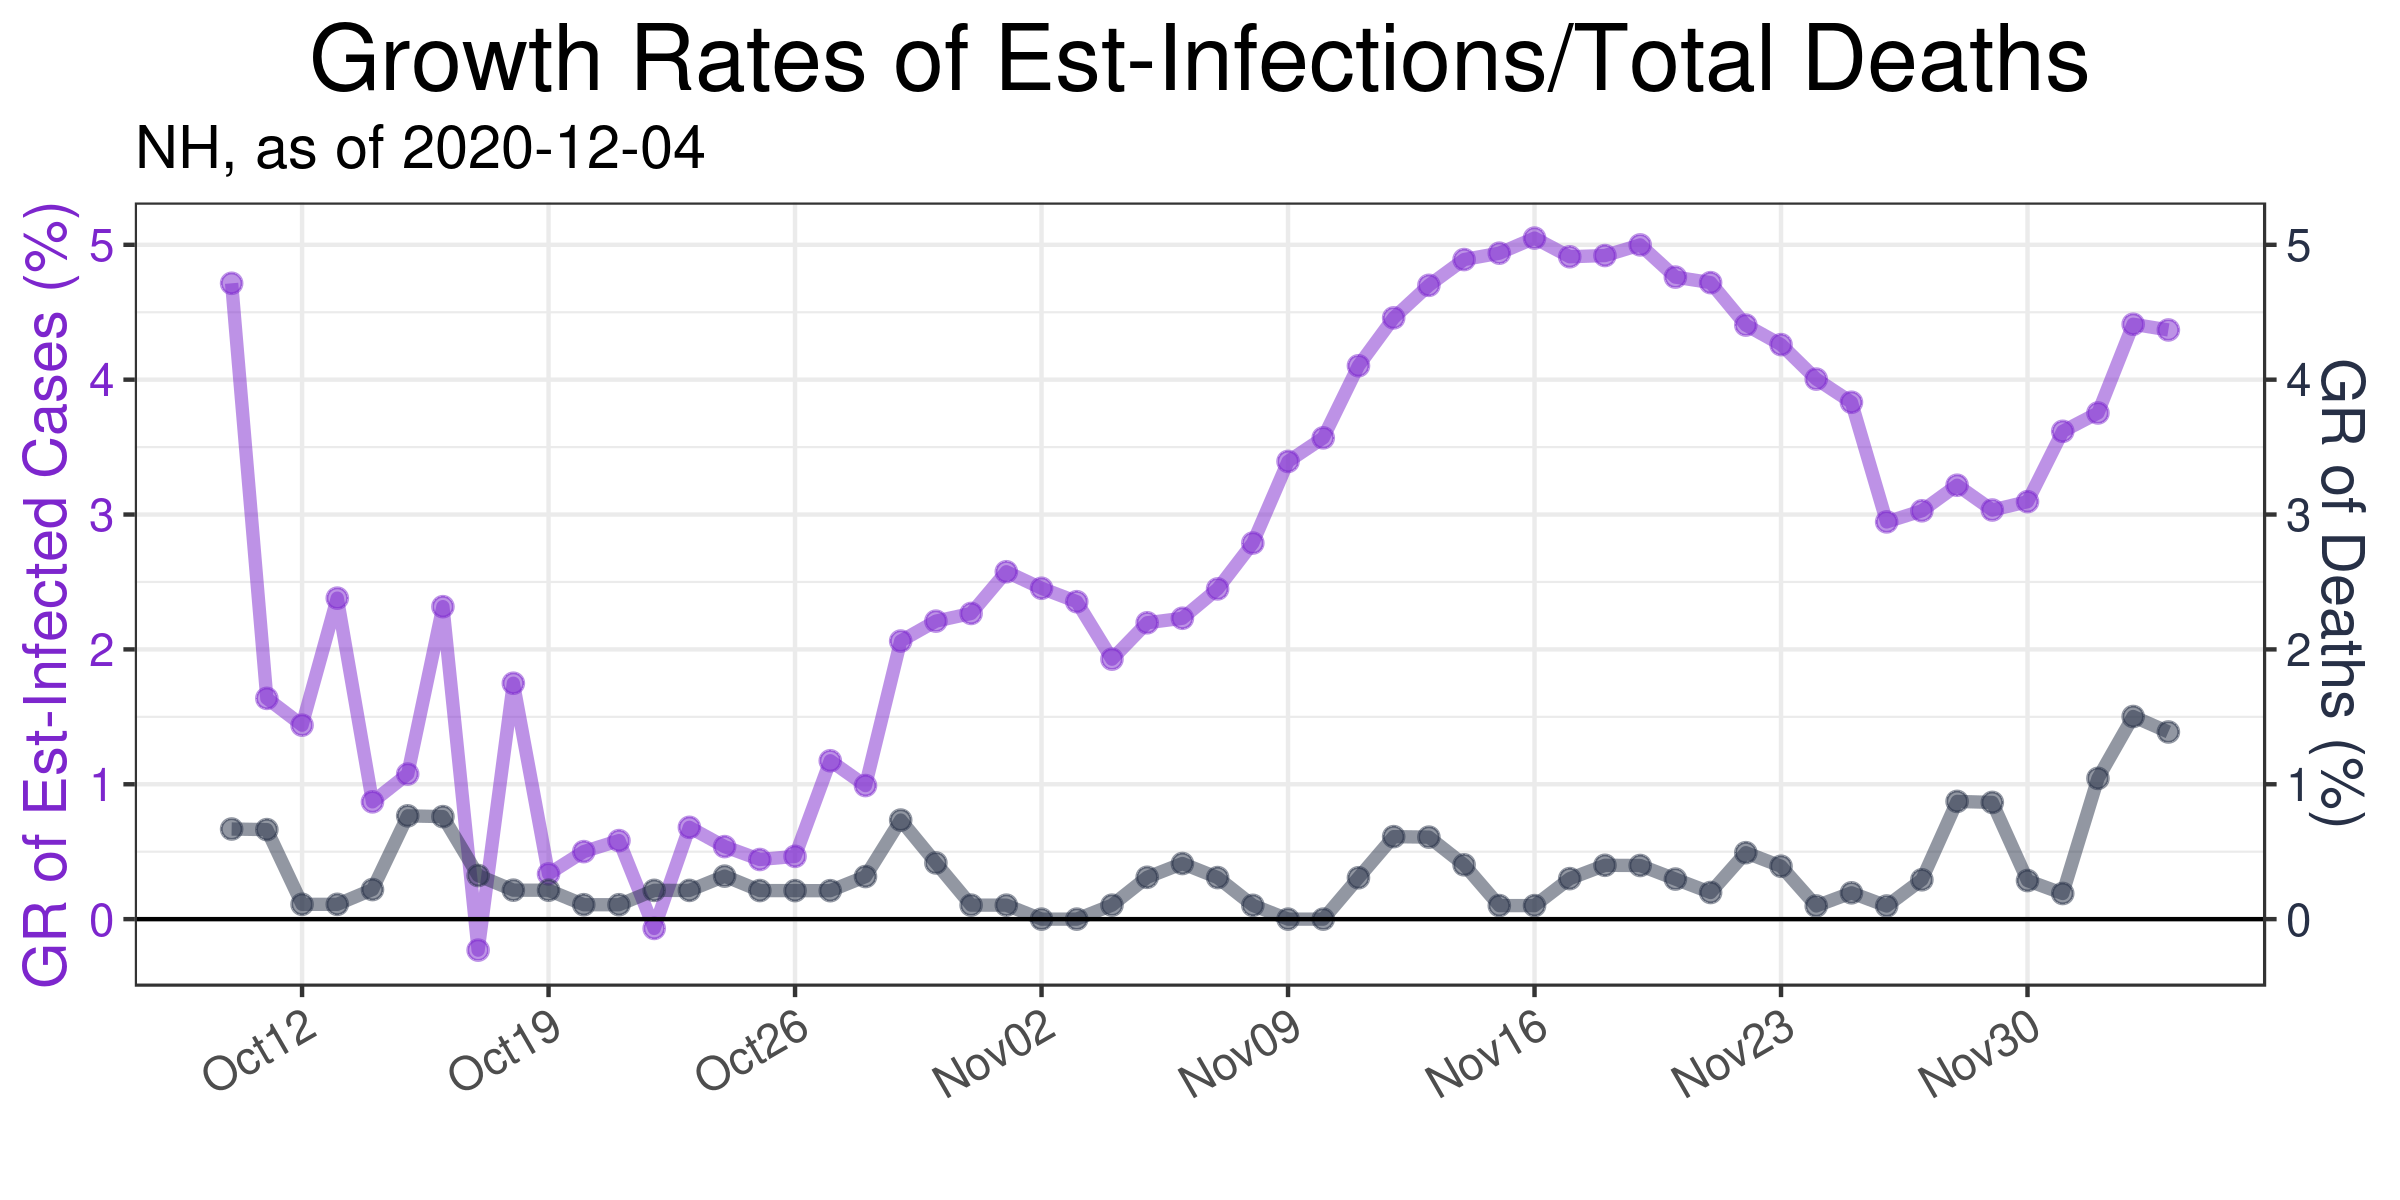 Growth Rates of Est-Infections/Total Deaths
NH, as of 2020-12-04
GR of Est-Infected Cases (%)
5
4
3
2
1
0
5
4
3
2
1
0
GR of Deaths (%)
Oct12
Oct19
Oct26
Nov02
Nov09
Nov16
Nov23
Nov30